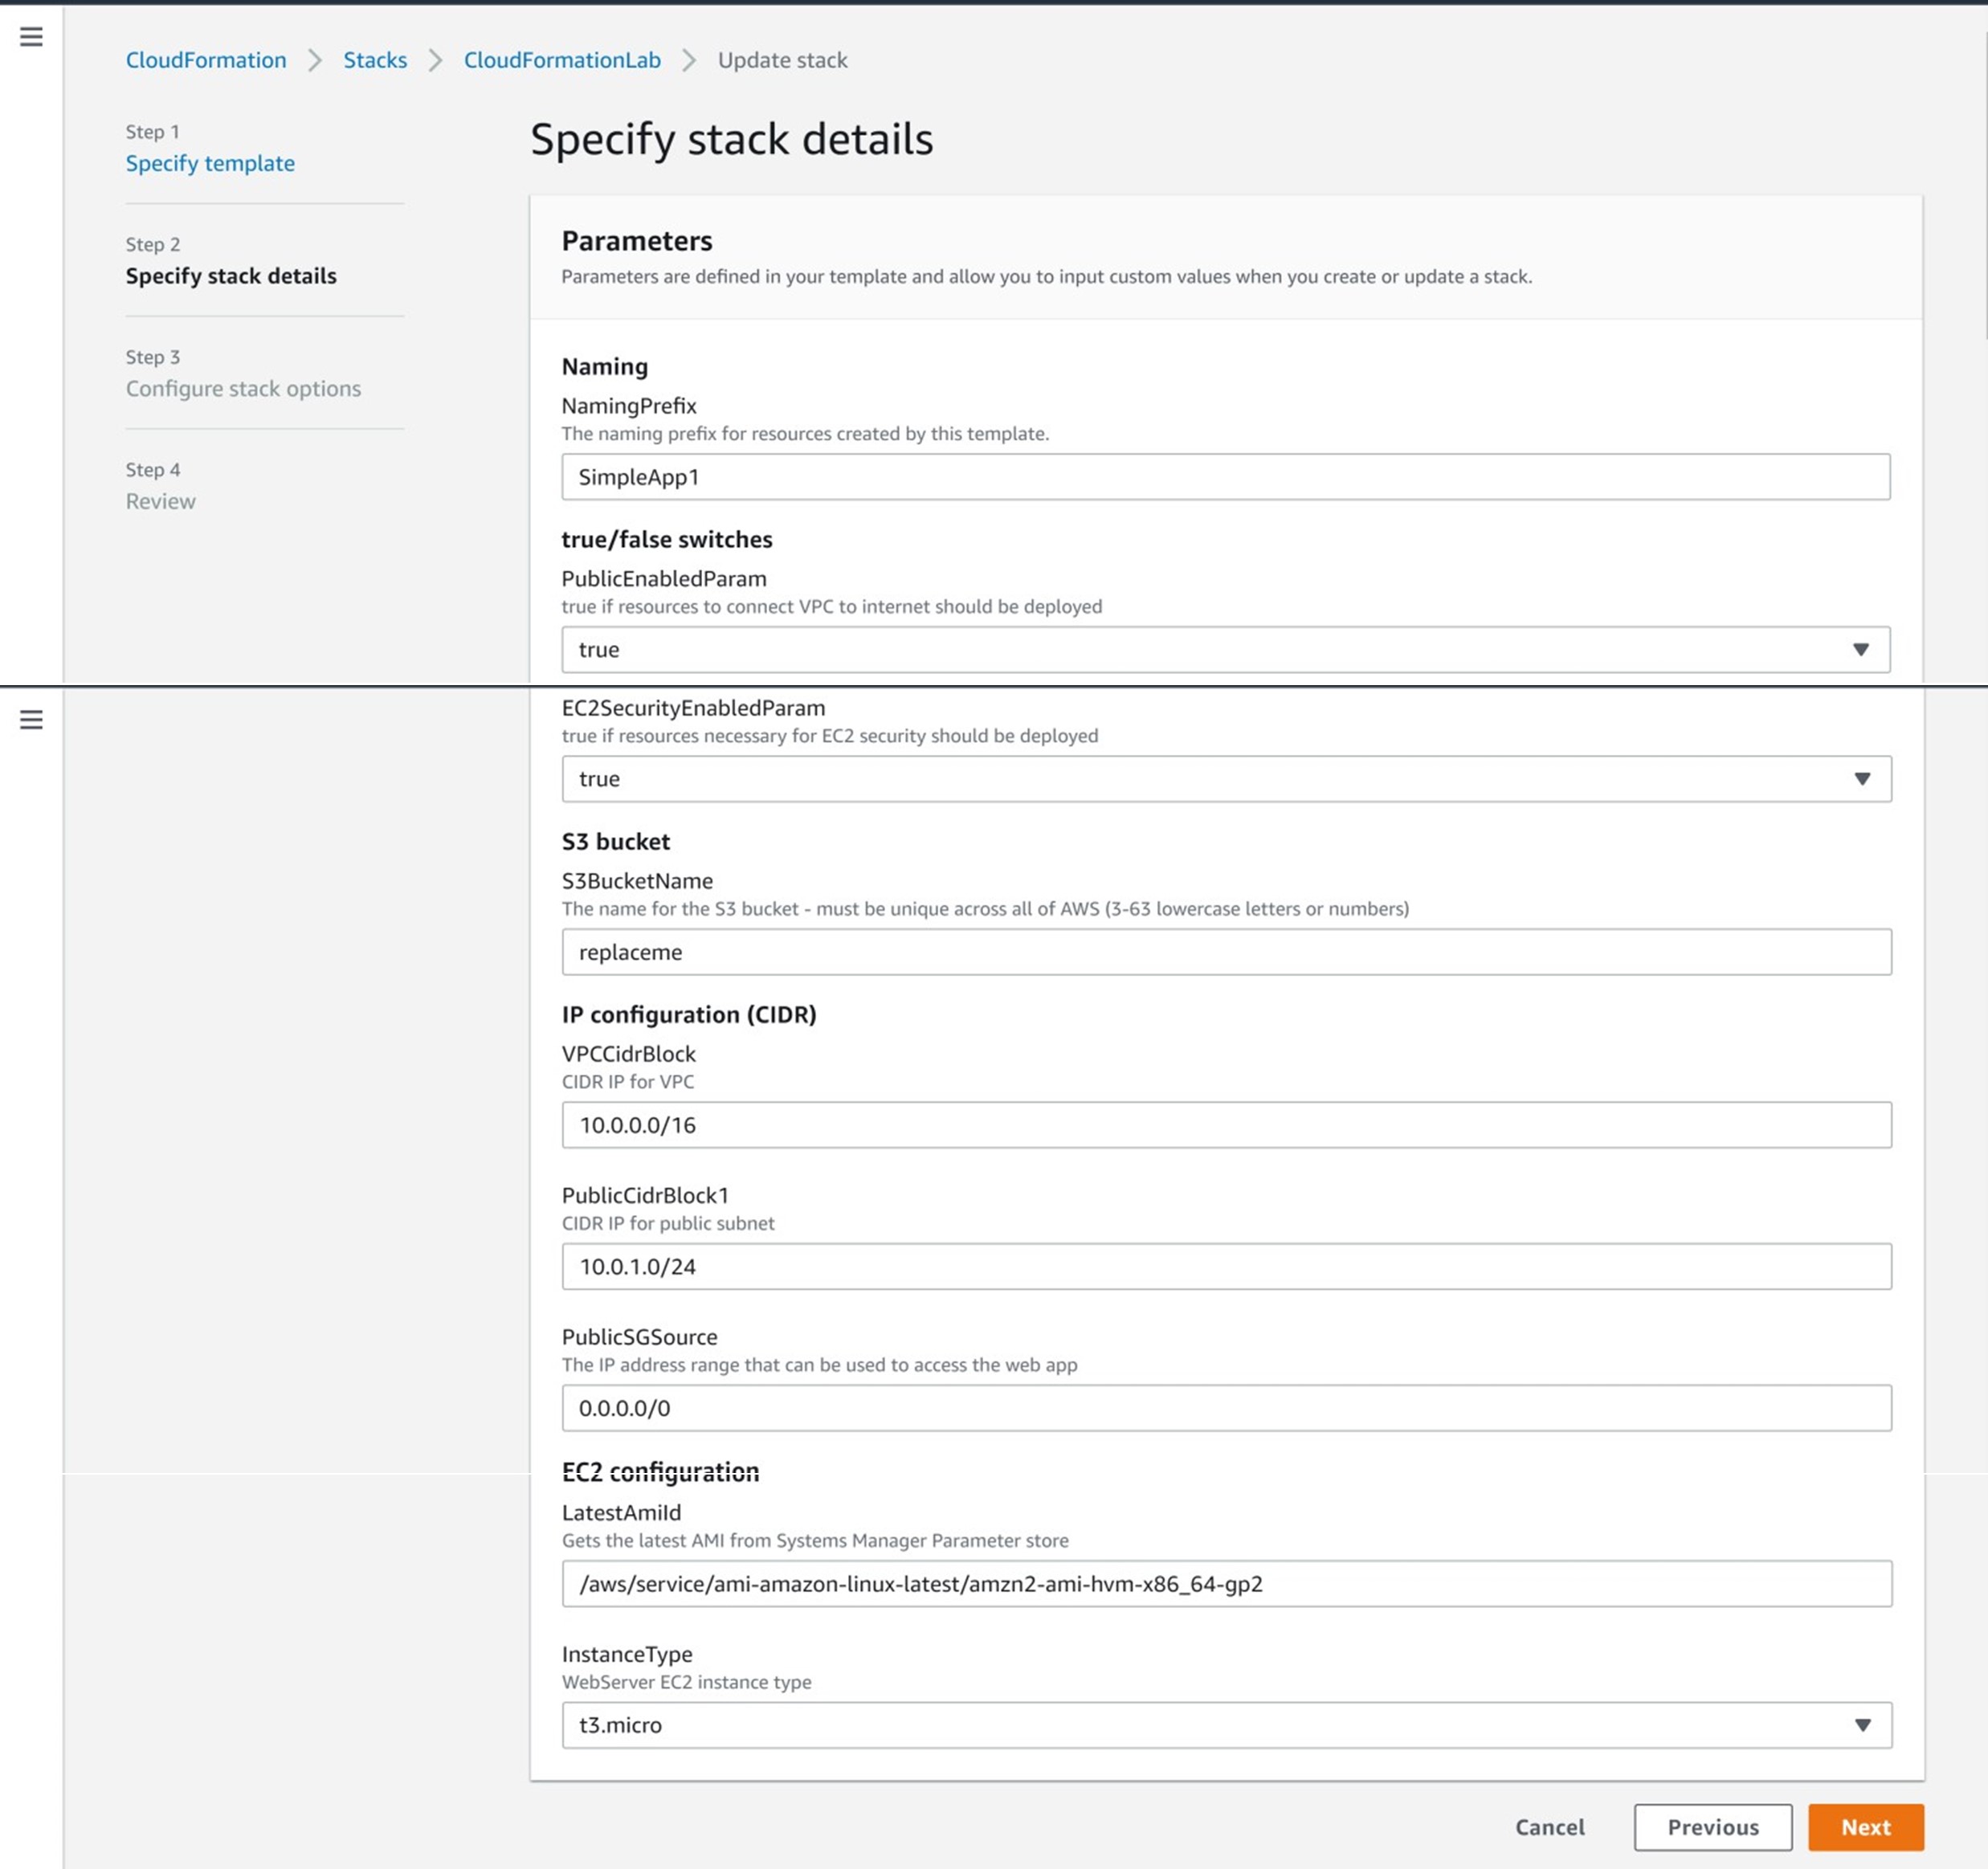 CloudFormation > Stacks > CloudFormationLab > Update stack
Step 1
Specify template
Step 2
Specify stack details
Step 3
Configure stack options
Step 4
Review
Specify stack details
Parameters
Parameters are defined in your template and allow you to input custom values when you create or update a stack.
Naming
NamingPrefix
The naming prefix for resources created by this template.
SimpleApp1
true/false switches
PublicEnabledParam
true if resources to connect VPC to internet should be deployed
true
EC2SecurityEnabledParam
true if resources necessary for EC2 security should be deployed
true
S3 bucket
S3BucketName
The name for the S3 bucket - must be unique across all of AWS (3-63 lowercase letters or numbers)
replaceme
IP configuration (CIDR)
VPCCidrBlock
CIDR IP for VPC
10.0.0.0/16
PublicCidrBlock1
CIDR IP for public subnet
10.0.1.0/24
PublicSGSource
The IP address range that can be used to access the web app
0.0.0.0/0
EC2 configuration
LatestAmiId
Gets the latest AMI from Systems Manager Parameter store
/aws/service/ami-amazon-linux-latest/amzn2-ami-hvm-x86_64-gp2
InstanceType
WebServer EC2 instance type
t3.micro
Cancel Previous Next